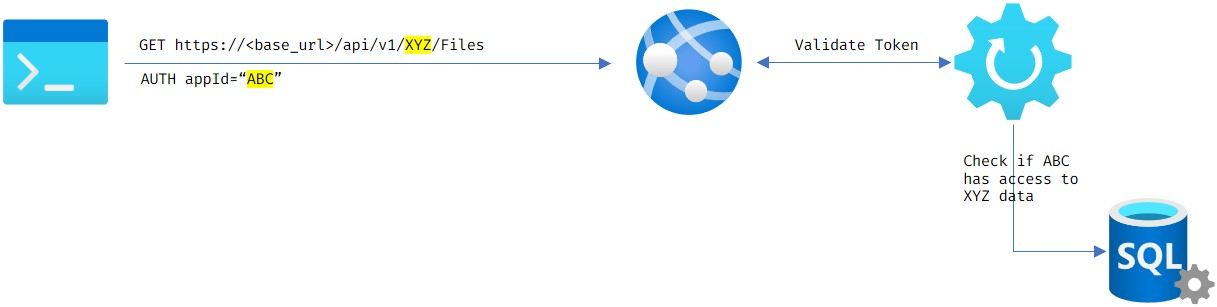 GET https://<base_url>/api/v1/XYZ/Files
AUTH appId=“ABC”
Validate Token
Check if ABC
has access to
XYZ data
SQL